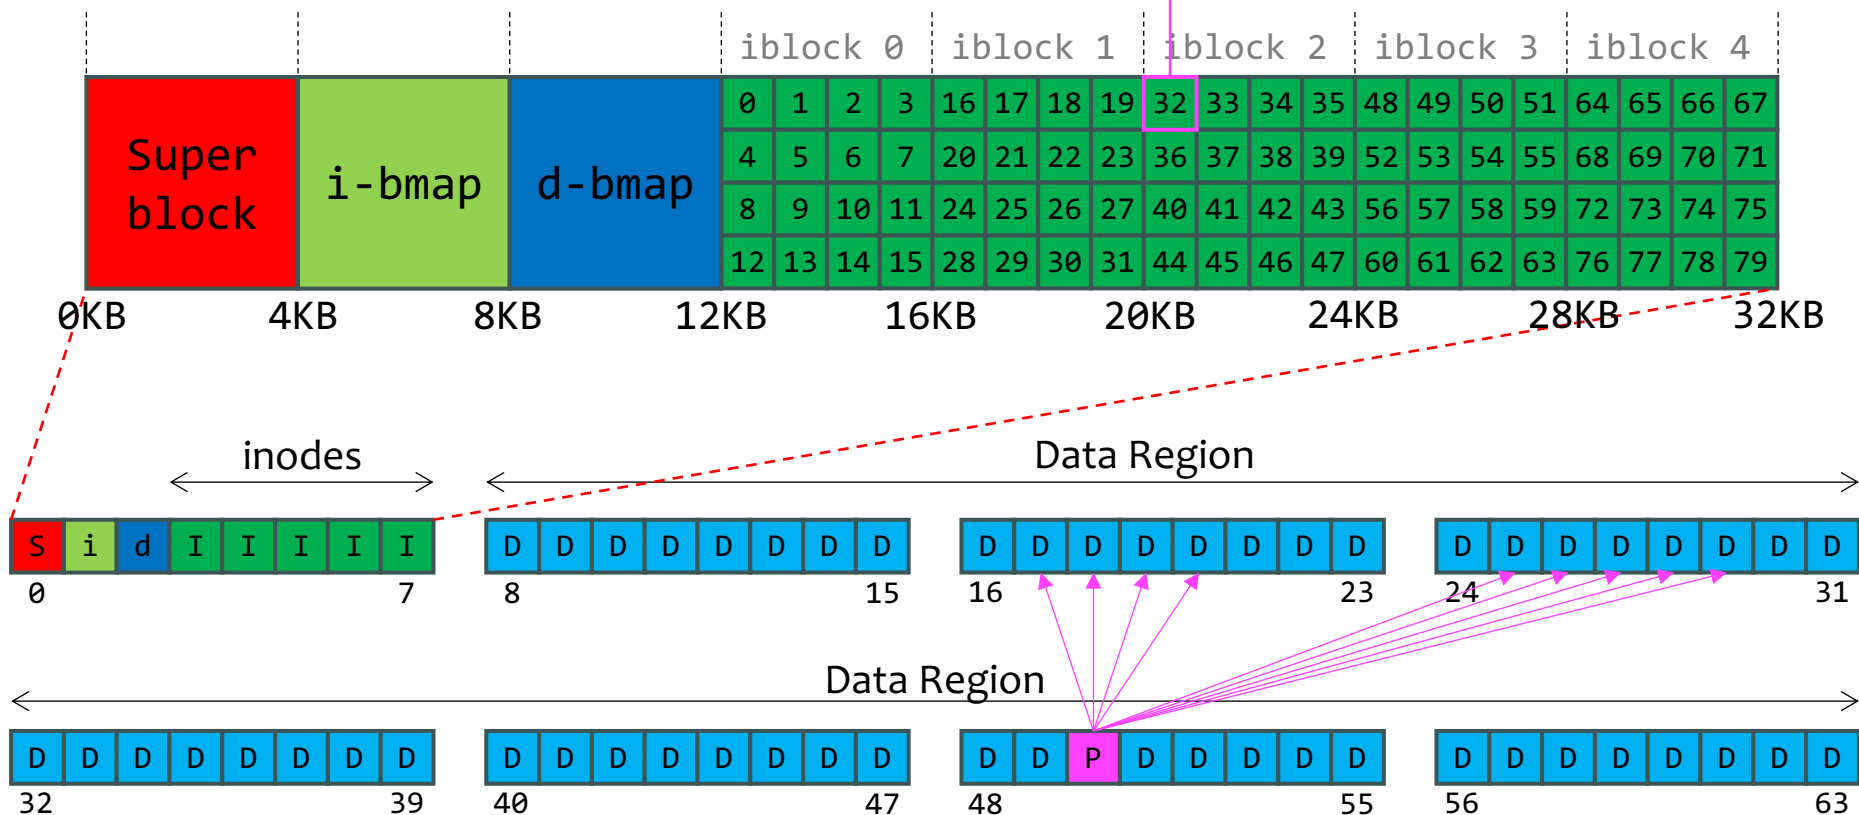 iblock 0 iblock 1 iblock 2 iblock 3 iblock 4
Super
block
i-bmap
d-bmap
0 1 2 3 16 17 18 19 32 33 34 35 48 49 50 51 64 65 66 67
4 5 6 7 20 21 22 23 36 37 38 39 52 53 54 55 68 69 70 71
8 9 10 11 24 25 26 27 40 41 42 43 56 57 58 59 72 73 74 75
12 13 14 15 28 29 30 31 44 45 46 47 60 61 62 63 76 77 78 79
0KB 4KB 8KB 12KB 16KB 20KB 24KB 28KB 32KB
inodes Data Region
S i d I I I I I D D D D D D D D D D D D D D D D D D D D D D D D
0 7 8 15 16 23 24 31
Data Region
D D D D D D D D D D D D D D D D D D P D D D D D D D D D D D D D
32 39 40 47 48 55 56 63